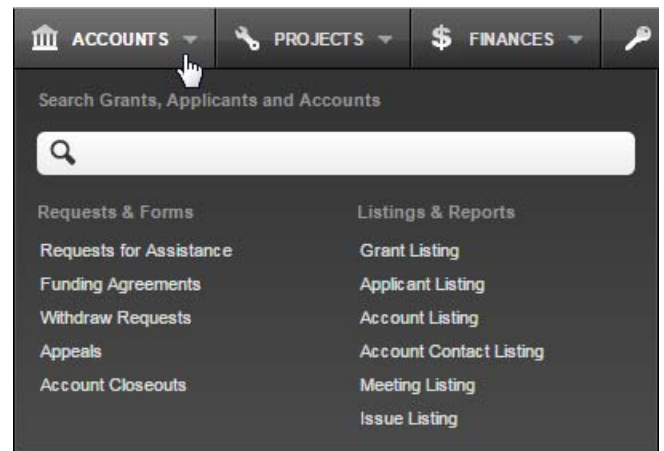 ACCOUNTS PROJECTS $ FINANCES
Search Grants, Applicants and Accounts
Requests & Forms
Requests for Assistance
Funding Agreements
Withdraw Requests
Appeals
Account Closeouts
Listings & Reports
Grant Listing
Applicant Listing
Account Listing
Account Contact Listing
Meeting Listing
Issue Listing